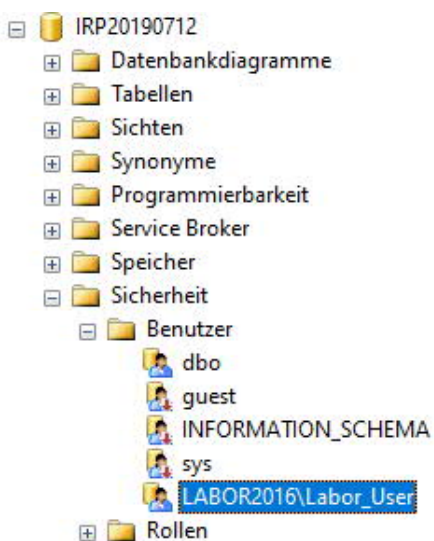 IRP20190712
Datenbankdiagramme
Tabellen
Sichten
Synonyme
Programmierbarkeit
Service Broker
Speicher
Sicherheit
Benutzer
dbo
guest
INFORMATION_SCHEMA
sys
LABOR2016\Labor_User
Rollen